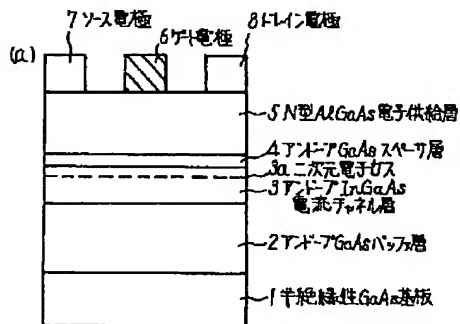 7 ソース電極
6 ゲート電極
8 ドレイン電極
(a)
5 N型AlGaAs電子供給層
4 アンドープGaAsスペーサ層
3a 二次元電子ガス
3 アンドープInGaAs
電流チャネル層
2 アンドープGaAsバッファ層
1 半絶縁性GaAs基板